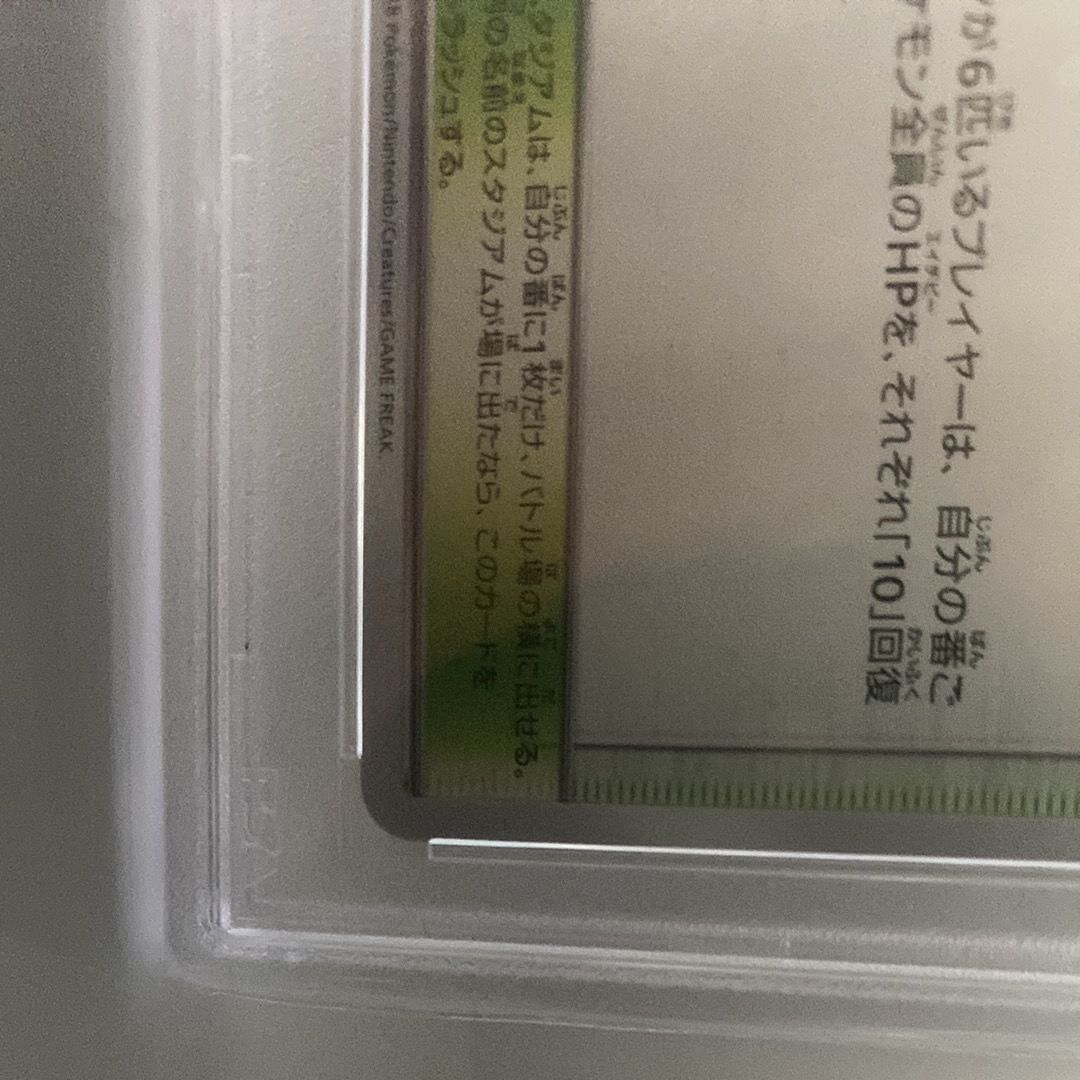 が6匹いるプレイヤーは、自分の番ご
モン全員のHPを、それぞれ「10」回復
タジアムは、自分の番に1枚だけ、バトル場の横に出せる。
の名前のスタジアムが場に出たなら、このカードを
ラッシュする。
Pokémon/Nintendo/Creatures/GAME FREAK.
PSA